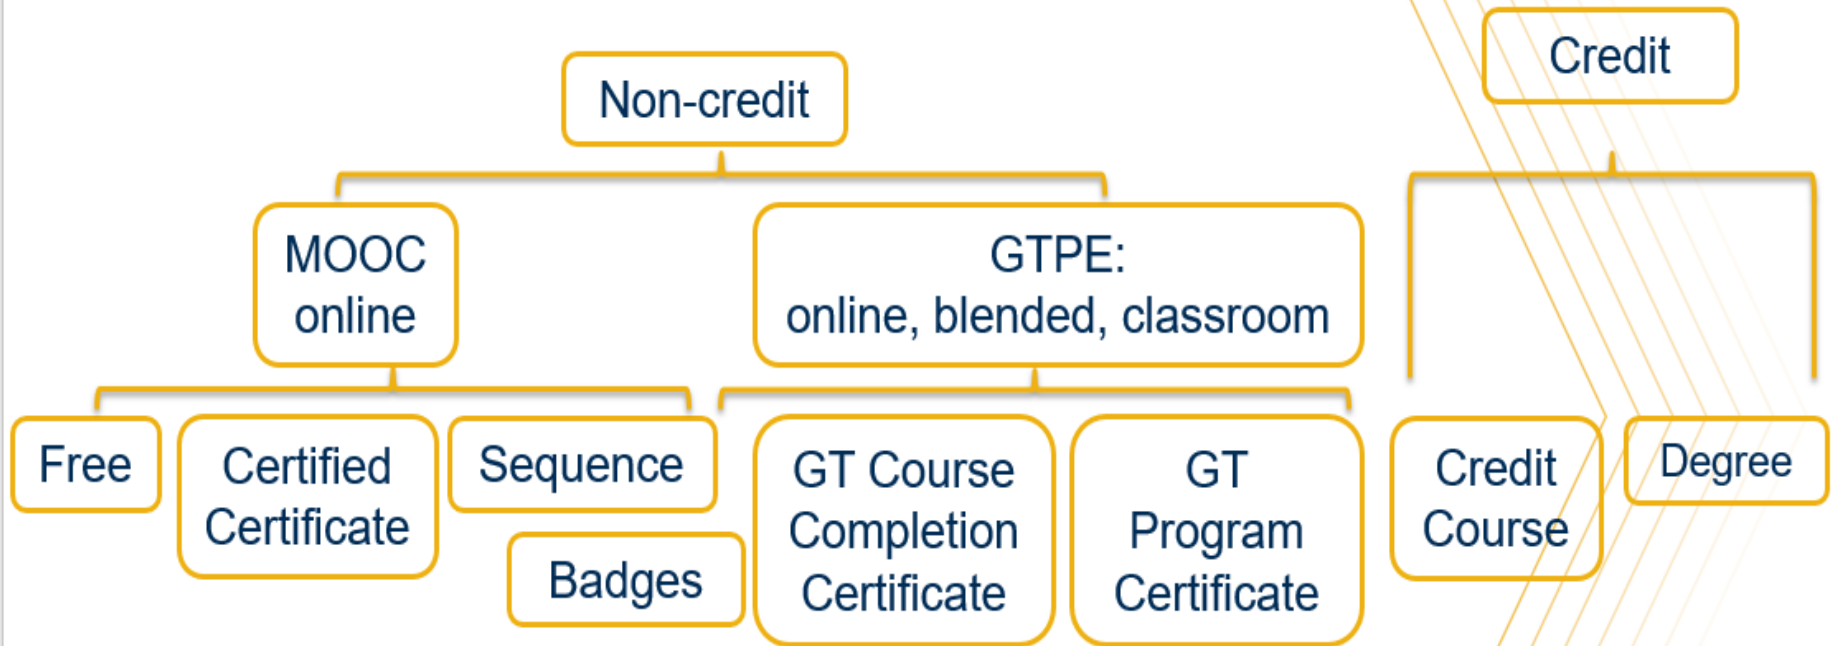 Credit
Non-credit
MOOC
online
GTPE:
online, blended, classroom
Free
Certified
Certificate
Sequence
Badges
GT Course
Completion
Certificate
GT
Program
Certificate
Credit
Course
Degree